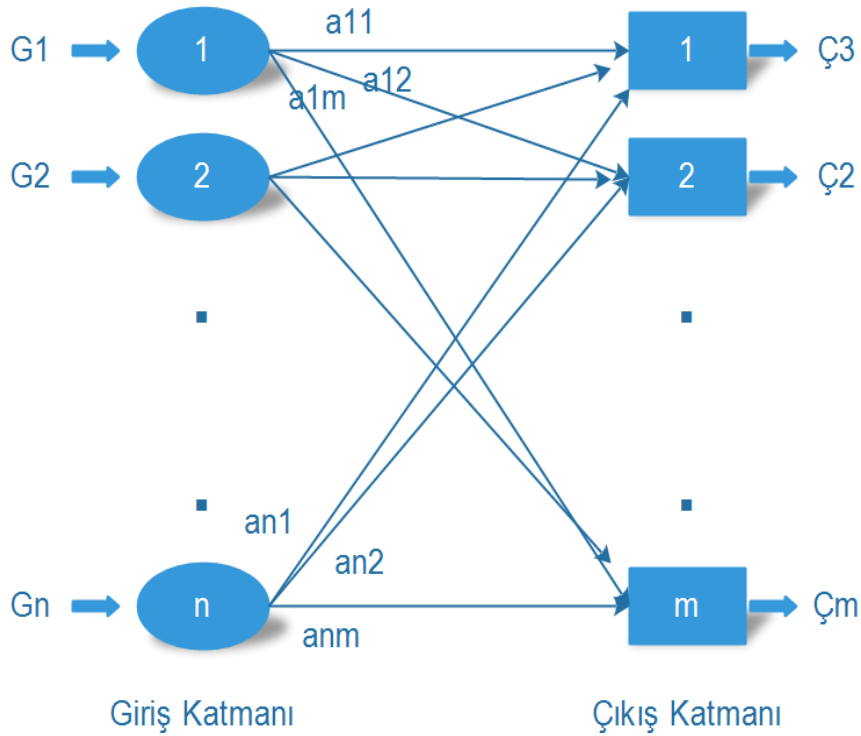 a11
G1 1 1 Ç3
a1m a12
G2 2 2 Ç2
an1
an2
Gn n m Çm
anm
Giriş Katmanı Çıkış Katmanı